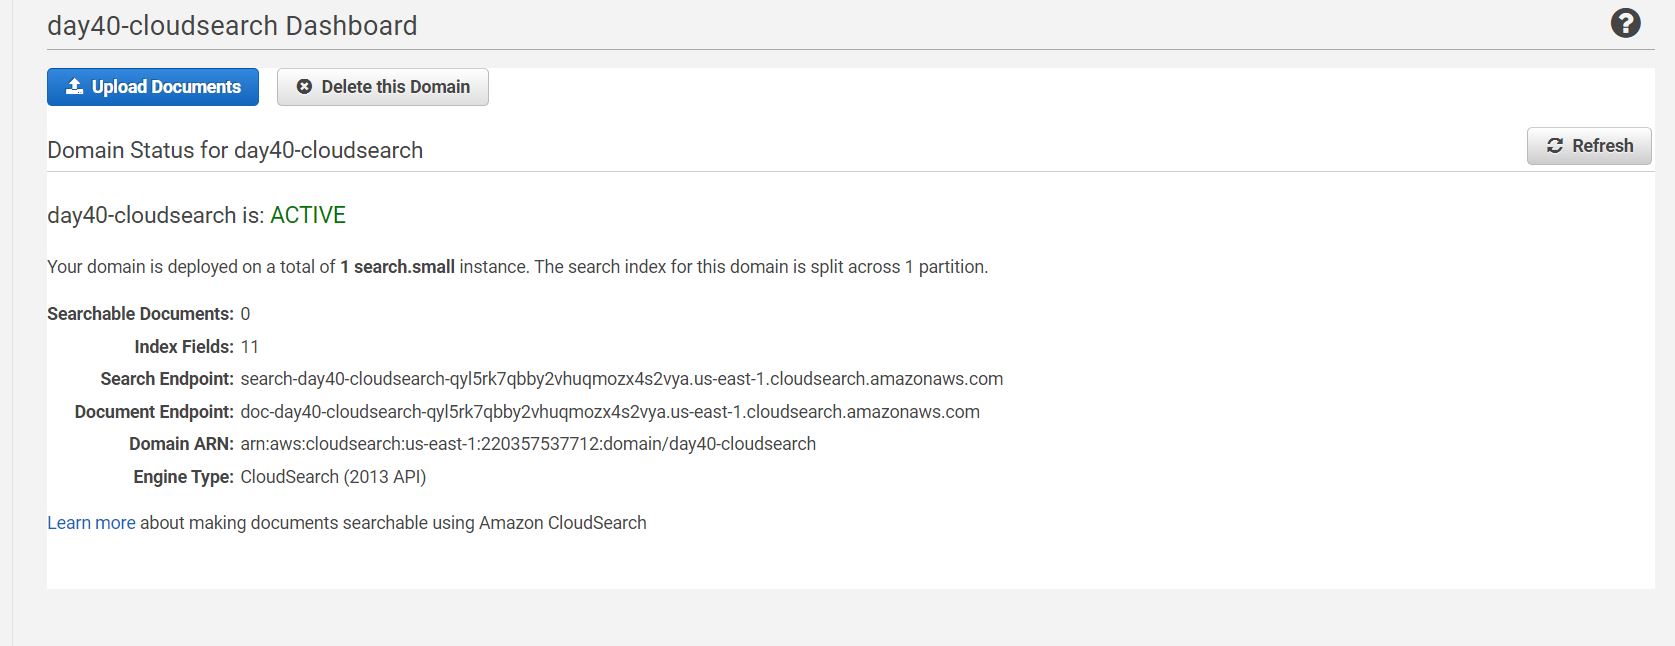 day40-cloudsearch Dashboard
?
Upload Documents
Delete this Domain
Domain Status for day40-cloudsearch
Refresh
day40-cloudsearch is: ACTIVE
Your domain is deployed on a total of 1 search.small instance. The search index for this domain is split across 1 partition.
Searchable Documents: 0
Index Fields: 11
Search Endpoint: search-day40-cloudsearch-qyl5rk7qbby2vhuqmozx4s2vya.us-east-1.cloudsearch.amazonaws.com
Document Endpoint: doc-day40-cloudsearch-qyl5rk7qbby2vhuqmozx4s2vya.us-east-1.cloudsearch.amazonaws.com
Domain ARN: arn:aws:cloudsearch:us-east-1:220357537712:domain/day40-cloudsearch
Engine Type: CloudSearch (2013 API)
Learn more about making documents searchable using Amazon CloudSearch